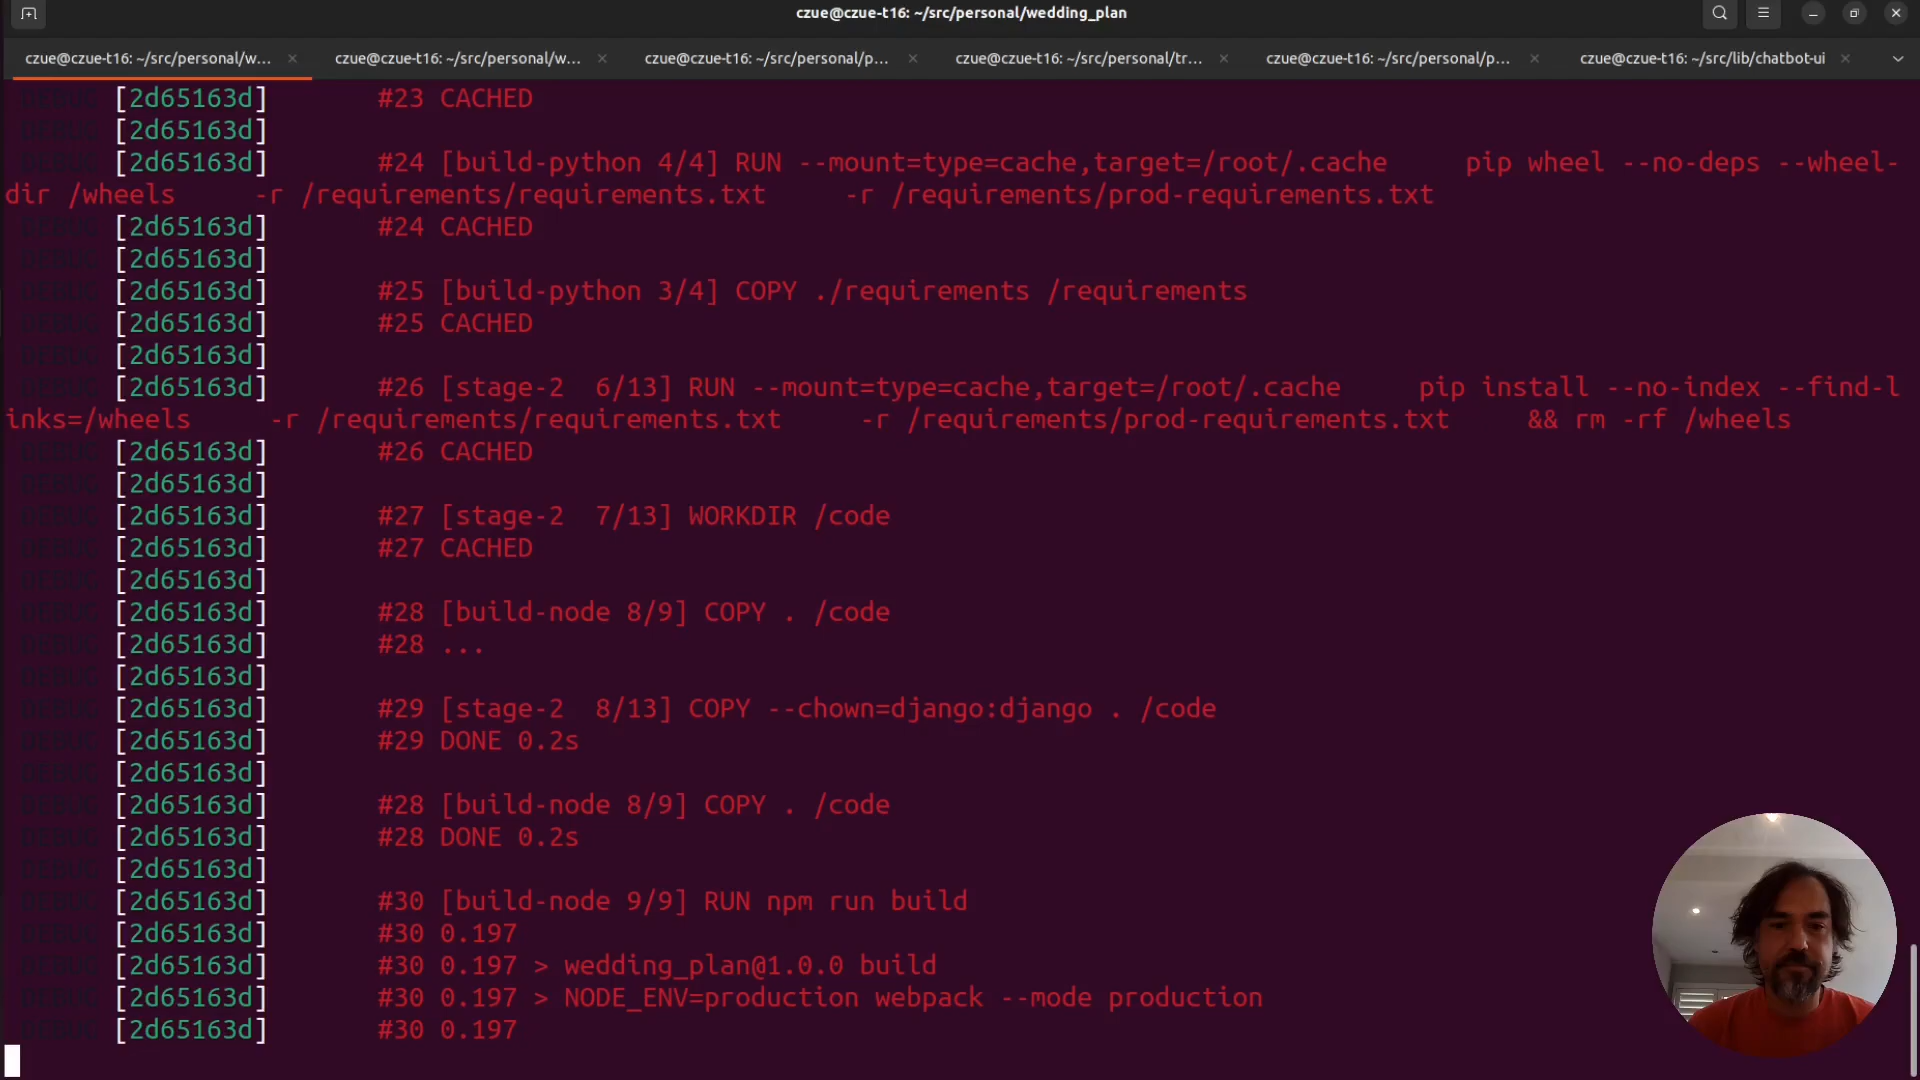 czue@czue-t16: ~/src/personal/wedding_plan
czue@czue-t16: ~/src/personal/w... czue@czue-t16: ~/src/personal/w... czue@czue-t16: ~/src/personal/p... czue@czue-t16: ~/src/personal/tr... czue@czue-t16: ~/src/personal/p... czue@czue-t16: ~/src/lib/chatbot-ui
DEBUG [2d65163d] #23 CACHED
DEBUG [2d65163d]
DEBUG [2d65163d] #24 [build-python 4/4] RUN --mount=type=cache,target=/root/.cache pip wheel --no-deps --wheel-
dir /wheels -r /requirements/requirements.txt -r /requirements/prod-requirements.txt
DEBUG [2d65163d] #24 CACHED
DEBUG [2d65163d]
DEBUG [2d65163d] #25 [build-python 3/4] COPY ./requirements /requirements
DEBUG [2d65163d] #25 CACHED
DEBUG [2d65163d]
DEBUG [2d65163d] #26 [stage-2 6/13] RUN --mount=type=cache,target=/root/.cache pip install --no-index --find-l
inks=/wheels -r /requirements/requirements.txt -r /requirements/prod-requirements.txt && rm -rf /wheels
DEBUG [2d65163d] #26 CACHED
DEBUG [2d65163d]
DEBUG [2d65163d] #27 [stage-2 7/13] WORKDIR /code
DEBUG [2d65163d] #27 CACHED
DEBUG [2d65163d]
DEBUG [2d65163d] #28 [build-node 8/9] COPY . /code
DEBUG [2d65163d] #28 ...
DEBUG [2d65163d]
DEBUG [2d65163d] #29 [stage-2 8/13] COPY --chown=django:django . /code
DEBUG [2d65163d] #29 DONE 0.2s
DEBUG [2d65163d]
DEBUG [2d65163d] #28 [build-node 8/9] COPY . /code
DEBUG [2d65163d] #28 DONE 0.2s
DEBUG [2d65163d]
DEBUG [2d65163d] #30 [build-node 9/9] RUN npm run build
DEBUG [2d65163d] #30 0.197
DEBUG [2d65163d] #30 0.197 > wedding_plan@1.0.0 build
DEBUG [2d65163d] #30 0.197 > NODE_ENV=production webpack --mode production
DEBUG [2d65163d] #30 0.197